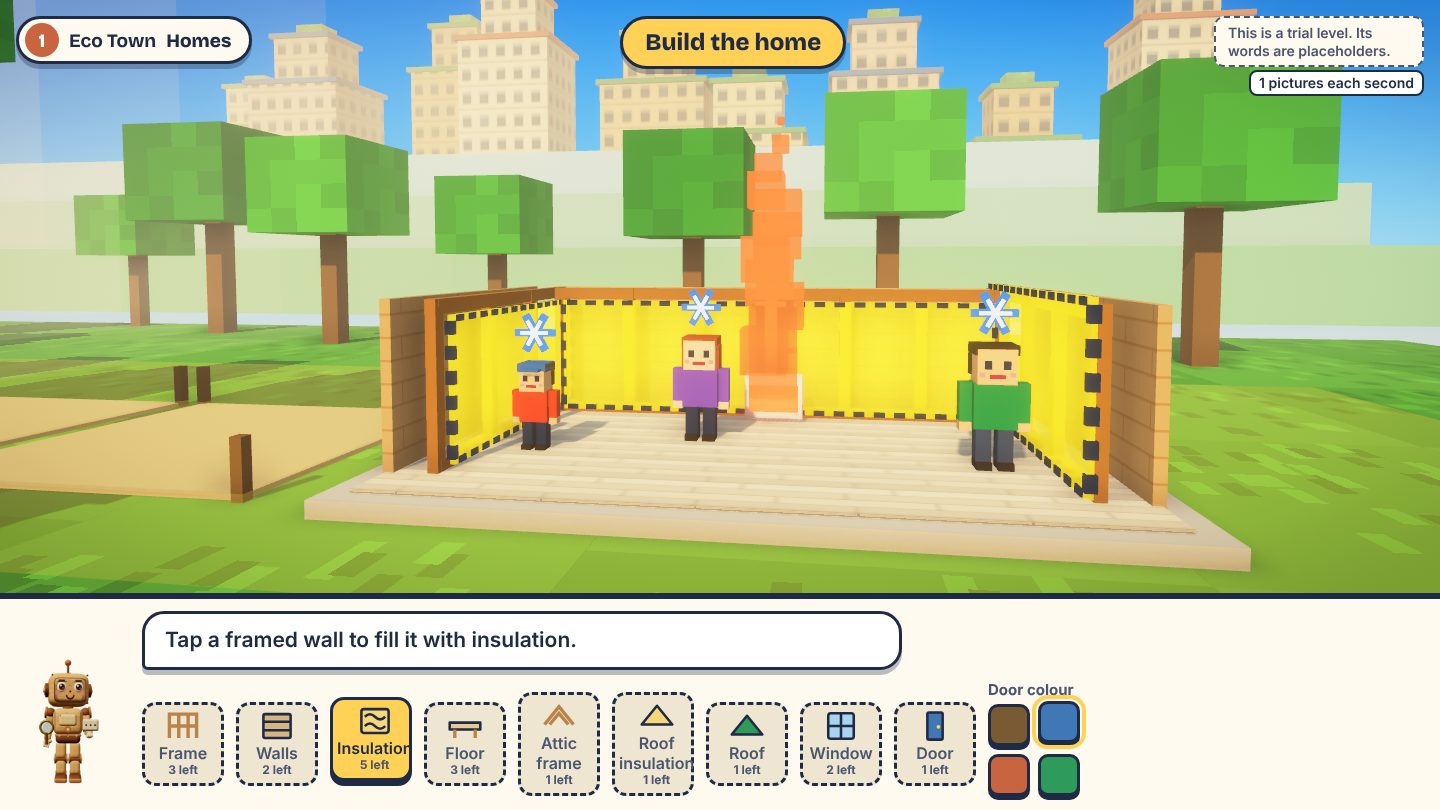 1 Eco Town Homes
Build the home
This is a trial level. Its
words are placeholders.
1 pictures each second
Tap a framed wall to fill it with insulation.
Door colour
Frame
3 left
Walls
2 left
Insulation
5 left
Floor
3 left
Attic
frame
1 left
Roof
insulation
1 left
Roof
1 left
Window
2 left
Door
1 left